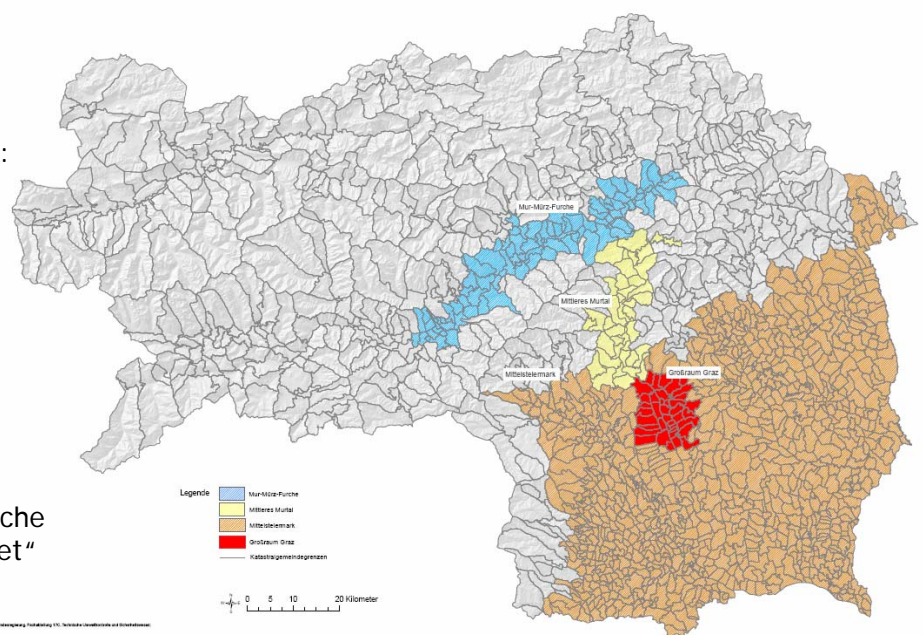 :
Mur-Mürz-Furche
Mittleres Murtal
Mittelsteiermark
Großraum Graz
che
et“
Legende
Mur-Mürz-Furche
Mittleres Murtal
Mittelsteiermark
Großraum Graz
Katastralgemeindegrenzen
0 5 10 20 Kilometer